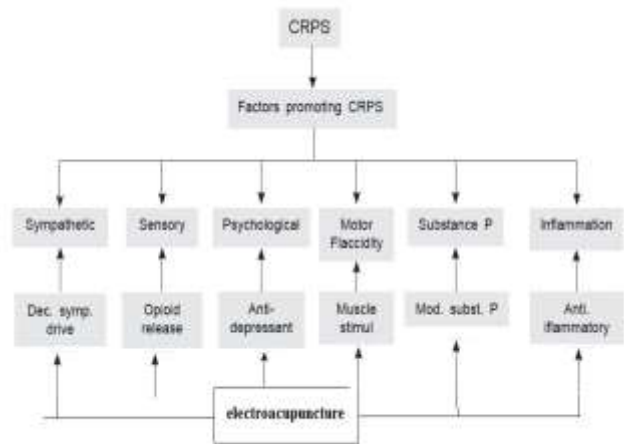 CRPS
Factors promoting CRPS
Sympathetic
Sensory
Psychological
Motor
Flaccidity
Substance P
Inflammation
Dec. symp.
drive
Opioid
release
Anti-
depressant
Muscle
stimul
Mod. subst. P
Anti.
iflammatory
electroacupuncture